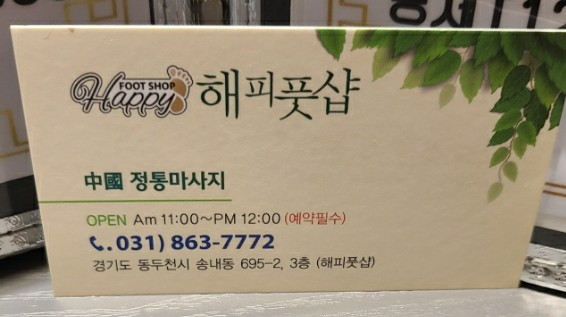 FOOT SHOP
Happy
해피풋샵
中國 정통마사지
OPEN Am 11:00~PM 12:00 (예약필수)
031) 863-7772
경기도 동두천시 송내동 695-2, 3층 (해피풋샵)